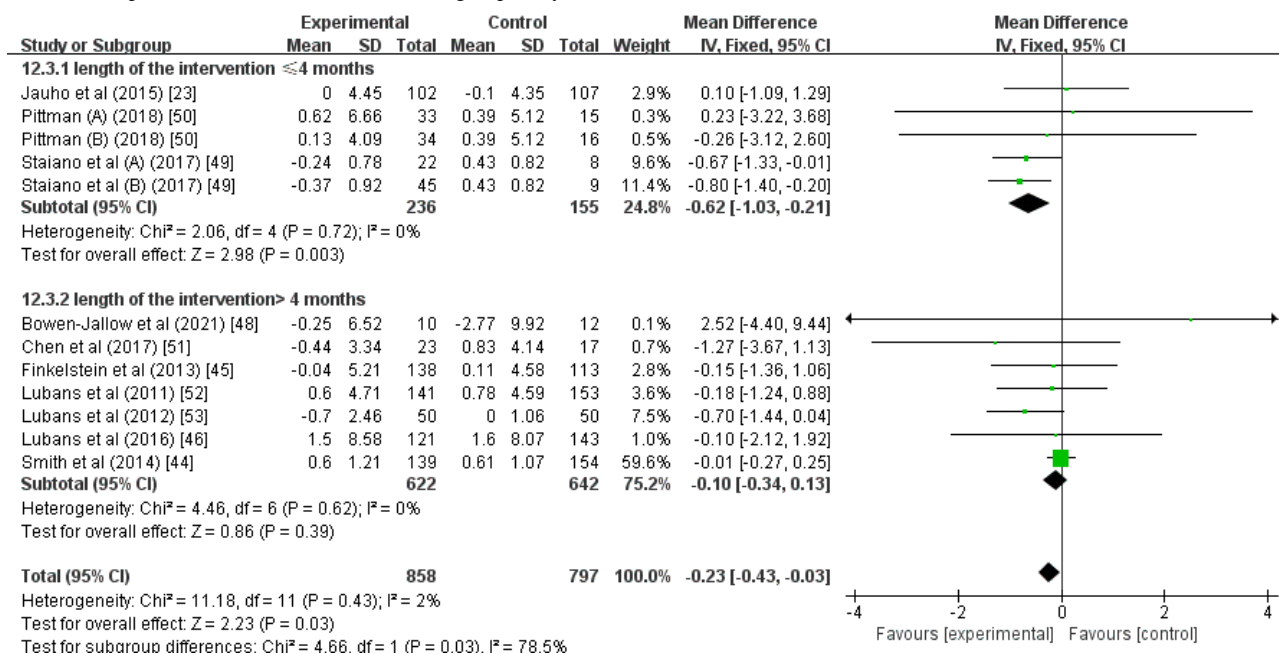 Experimental Control Mean Difference Mean Difference
Study or Subgroup Mean SD Total Mean SD Total Weight IV, Fixed, 95% CI IV, Fixed, 95% CI
12.3.1 length of the intervention ≤4 months
Jauho et al (2015) [23] 0 4.45 102 -0.1 4.35 107 2.9% 0.10 [-1.09, 1.29]
Pittman (A) (2018) [50] 0.62 6.66 33 0.39 5.12 15 0.3% 0.23 [-3.22, 3.68]
Pittman (B) (2018) [50] 0.13 4.09 34 0.39 5.12 16 0.5% -0.26 [-3.12, 2.60]
Staiano et al (A) (2017) [49] -0.24 0.78 22 0.43 0.82 8 9.6% -0.67 [-1.33, -0.01]
Staiano et al (B) (2017) [49] -0.37 0.92 45 0.43 0.82 9 11.4% -0.80 [-1.40, -0.20]
Subtotal (95% CI) 236 155 24.8% -0.62 [-1.03, -0.21]
Heterogeneity: Chi² = 2.06, df = 4 (P = 0.72); I² = 0%
Test for overall effect: Z = 2.98 (P = 0.003)
12.3.2 length of the intervention> 4 months
Bowen-Jallow et al (2021) [48] -0.25 6.52 10 -2.77 9.92 12 0.1% 2.52 [-4.40, 9.44]
Chen et al (2017) [51] -0.44 3.34 23 0.83 4.14 17 0.7% -1.27 [-3.67, 1.13]
Finkelstein et al (2013) [45] -0.04 5.21 138 0.11 4.58 113 2.8% -0.15 [-1.36, 1.06]
Lubans et al (2011) [52] 0.6 4.71 141 0.78 4.59 153 3.6% -0.18 [-1.24, 0.88]
Lubans et al (2012) [53] -0.7 2.46 50 0 1.06 50 7.5% -0.70 [-1.44, 0.04]
Lubans et al (2016) [46] 1.5 8.58 121 1.6 8.07 143 1.0% -0.10 [-2.12, 1.92]
Smith et al (2014) [44] 0.6 1.21 139 0.61 1.07 154 59.6% -0.01 [-0.27, 0.25]
Subtotal (95% CI) 622 642 75.2% -0.10 [-0.34, 0.13]
Heterogeneity: Chi² = 4.46, df = 6 (P = 0.62); I² = 0%
Test for overall effect: Z = 0.86 (P = 0.39)
Total (95% CI) 858 797 100.0% -0.23 [-0.43, -0.03]
Heterogeneity: Chi² = 11.18, df = 11 (P = 0.43); I² = 2%
Test for overall effect: Z = 2.23 (P = 0.03)
Test for subgroup differences: Chi² = 4.66, df = 1 (P = 0.03), I² = 78.5%
-4 -2 0 2 4
Favours [experimental] Favours [control]